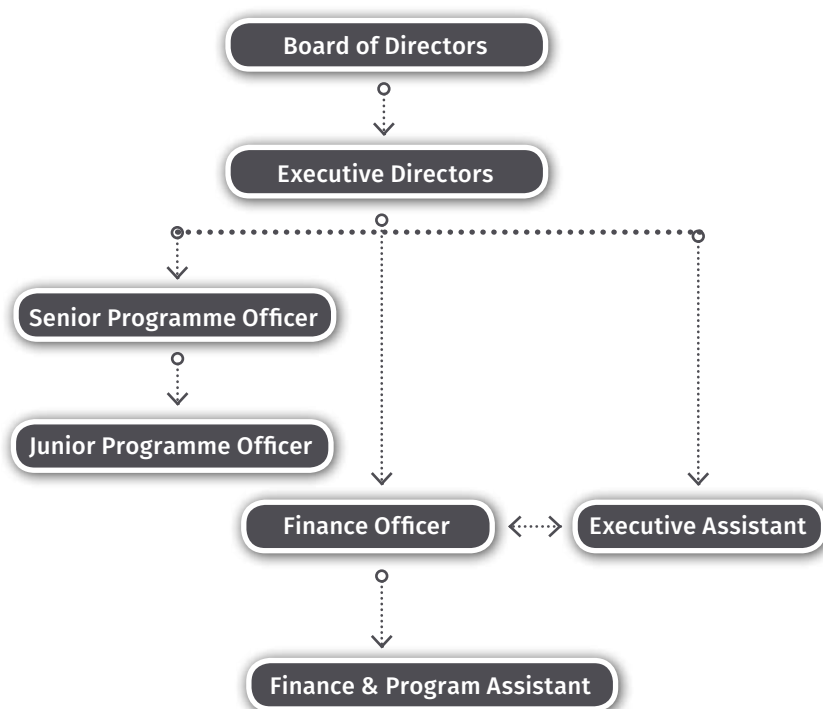 Board of Directors
Executive Directors
Senior Programme Officer
Junior Programme Officer
Finance Officer
Executive Assistant
Finance & Program Assistant